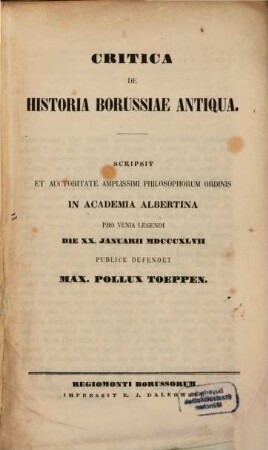 CRITICA
DE
HISTORIA BORUSSIAE ANTIQUA.
SCRIPSIT
ET AUCTORITATE AMPLISSIMI PHILOSOPHORUM ORDINIS
IN ACADEMIA ALBERTINA
PRO VENIA LEGENDI
DIE XX. JANUARII MDCCCXLVII
PUBLICE DEFENDET
MAX. POLLUX TOEPPEN.
REGIOMONTI BORUSSORUM
IMPRESSIT E. J. DALKOWSKI